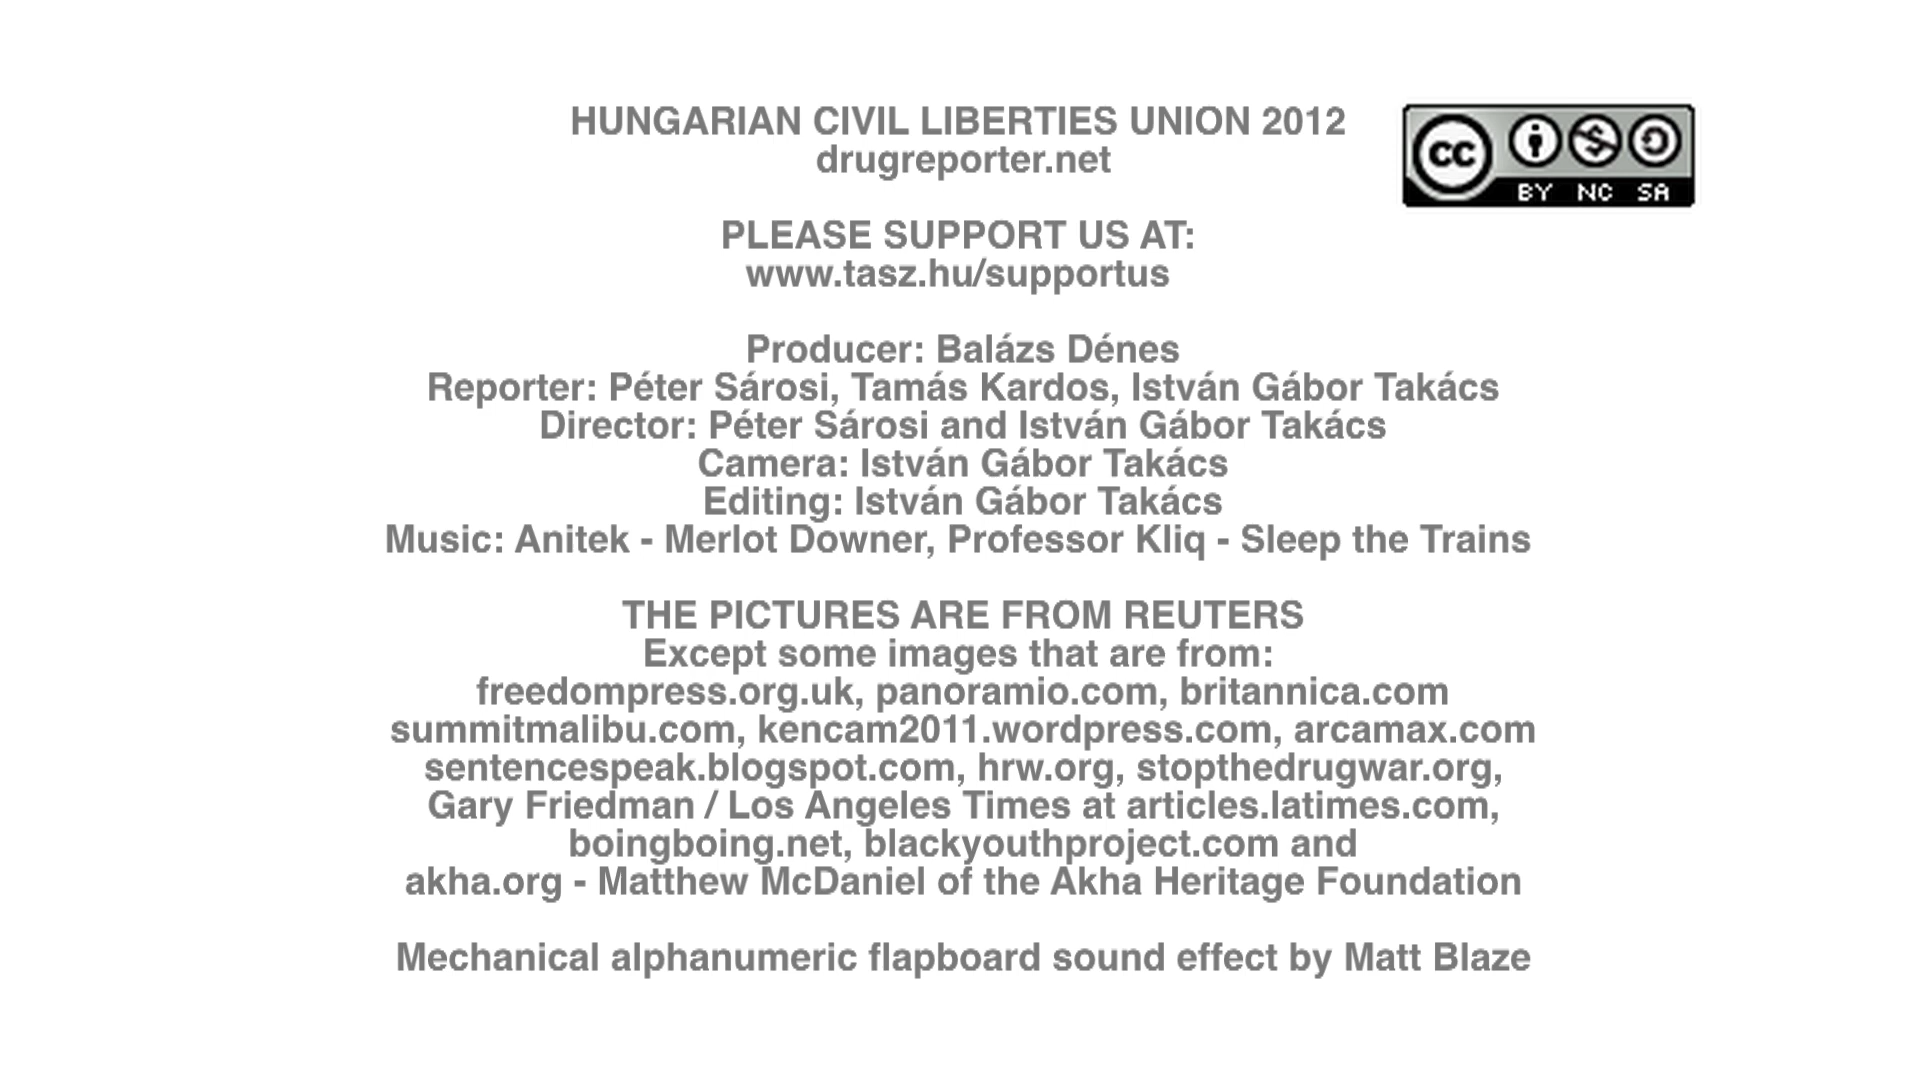 HUNGARIAN CIVIL LIBERTIES UNION 2012
drugreporter.net
CC BY NC SA
PLEASE SUPPORT US AT:
www.tasz.hu/supportus
Producer: Balázs Dénes
Reporter: Péter Sárosi, Tamás Kardos, István Gábor Takács
Director: Péter Sárosi and István Gábor Takács
Camera: István Gábor Takács
Editing: István Gábor Takács
Music: Anitek - Merlot Downer, Professor Kliq - Sleep the Trains
THE PICTURES ARE FROM REUTERS
Except some images that are from:
freedompress.org.uk, panoramio.com, britannica.com
summitmalibu.com, kencam2011.wordpress.com, arcamax.com
sentencespeak.blogspot.com, hrw.org, stopthedrugwar.org,
Gary Friedman / Los Angeles Times at articles.latimes.com,
boingboing.net, blackyouthproject.com and
akha.org - Matthew McDaniel of the Akha Heritage Foundation
Mechanical alphanumeric flapboard sound effect by Matt Blaze